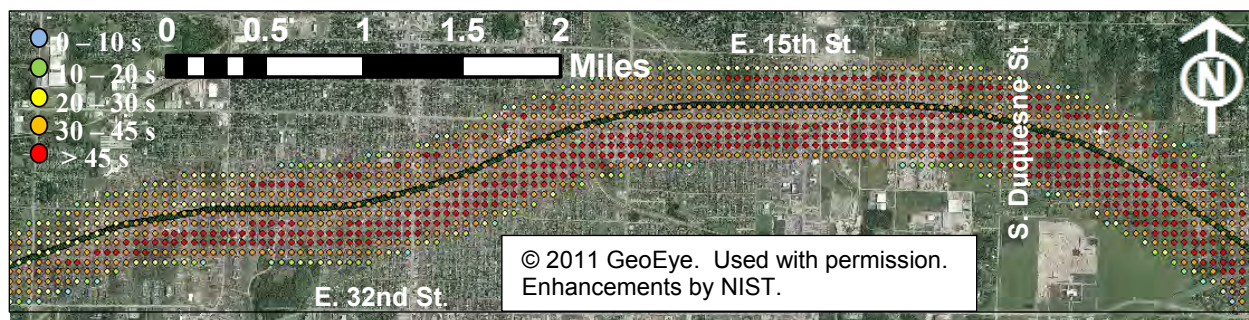 0 – 10 s
10 – 20 s
20 – 30 s
30 – 45 s
> 45 s
0 0.5 1 1.5 2
Miles
E. 15th St.
S. Duquesne St.
N
E. 32nd St.
© 2011 GeoEye. Used with permission.
Enhancements by NIST.